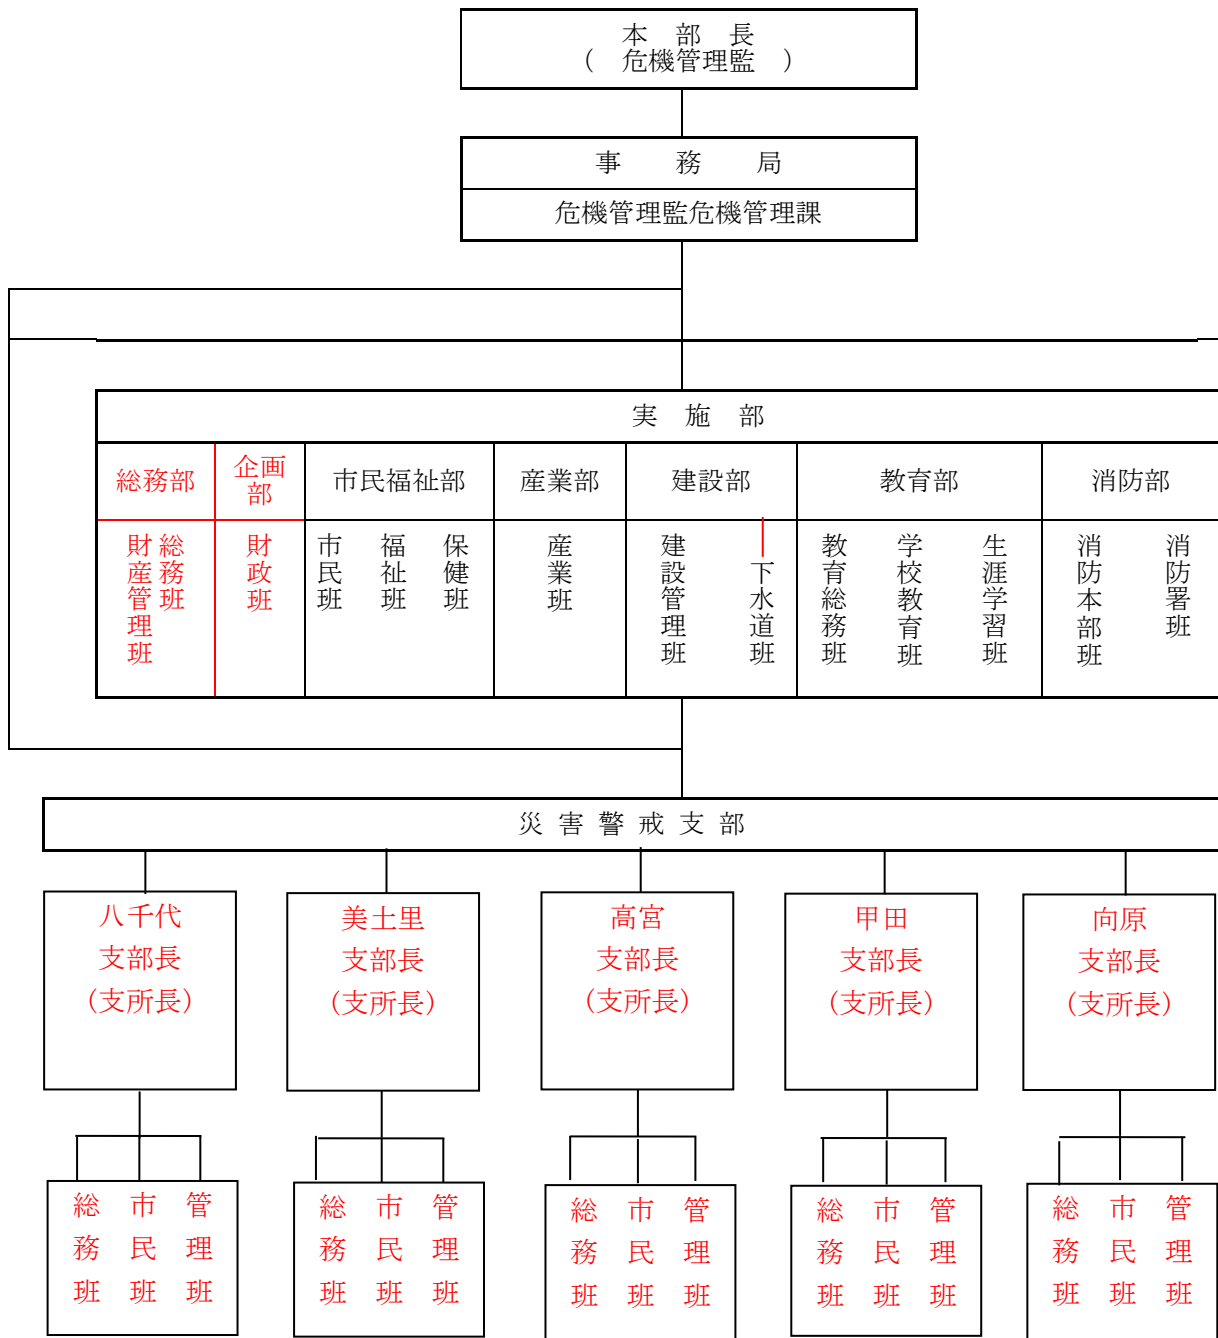 本　部　長
（　危機管理監　）
事　務　局
危機管理監危機管理課
実　施　部
総務部
企画
部
市民福祉部
産業部
建設部
教育部
消防部
総務班
財産管理班
財政班
市民班
福祉班
保健班
産業班
建設管理班
下水道班
教育総務班
学校教育班
生涯学習班
消防本部班
消防署班
災 害 警 戒 支 部
八千代
支部長
（支所長）
美土里
支部長
（支所長）
高宮
支部長
（支所長）
甲田
支部長
（支所長）
向原
支部長
（支所長）
総務班
市民班
管理班
総務班
市民班
管理班
総務班
市民班
管理班
総務班
市民班
管理班
総務班
市民班
管理班